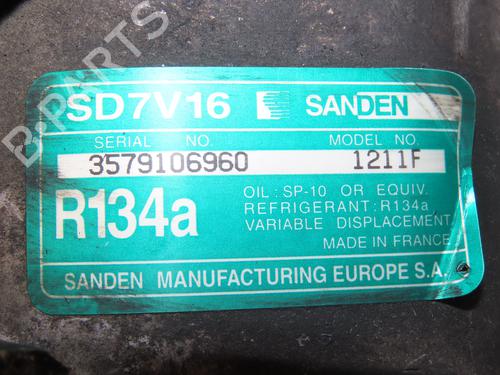 B-PARTS
SD7V16 SANDEN
SERIAL NO. MODEL NO.
3579106960 1211F
R134a
OIL:SP-10 OR EQUIV.
REFRIGERANT:R134a
VARIABLE DISPLACEMENT
MADE IN FRANCE
SANDEN MANUFACTURING EUROPE S.A.